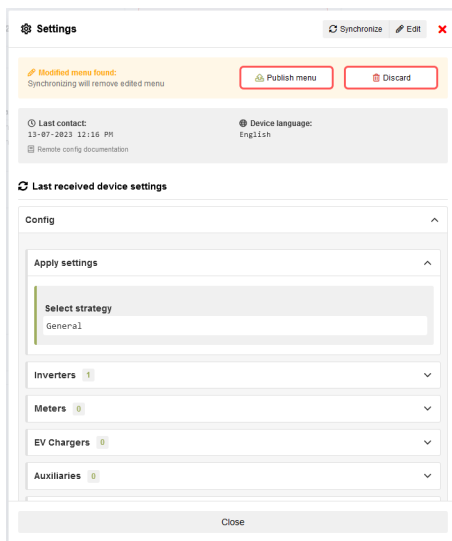 Settings
Synchronize
Edit
Modified menu found:
Synchronizing will remove edited menu
Publish menu
Discard
Last contact:
13-07-2023 12:16 PM
Remote config documentation
Device language:
English
Last received device settings
Config
Apply settings
Select strategy
General
Inverters 1
Meters 0
EV Chargers 0
Auxiliaries 0
Close